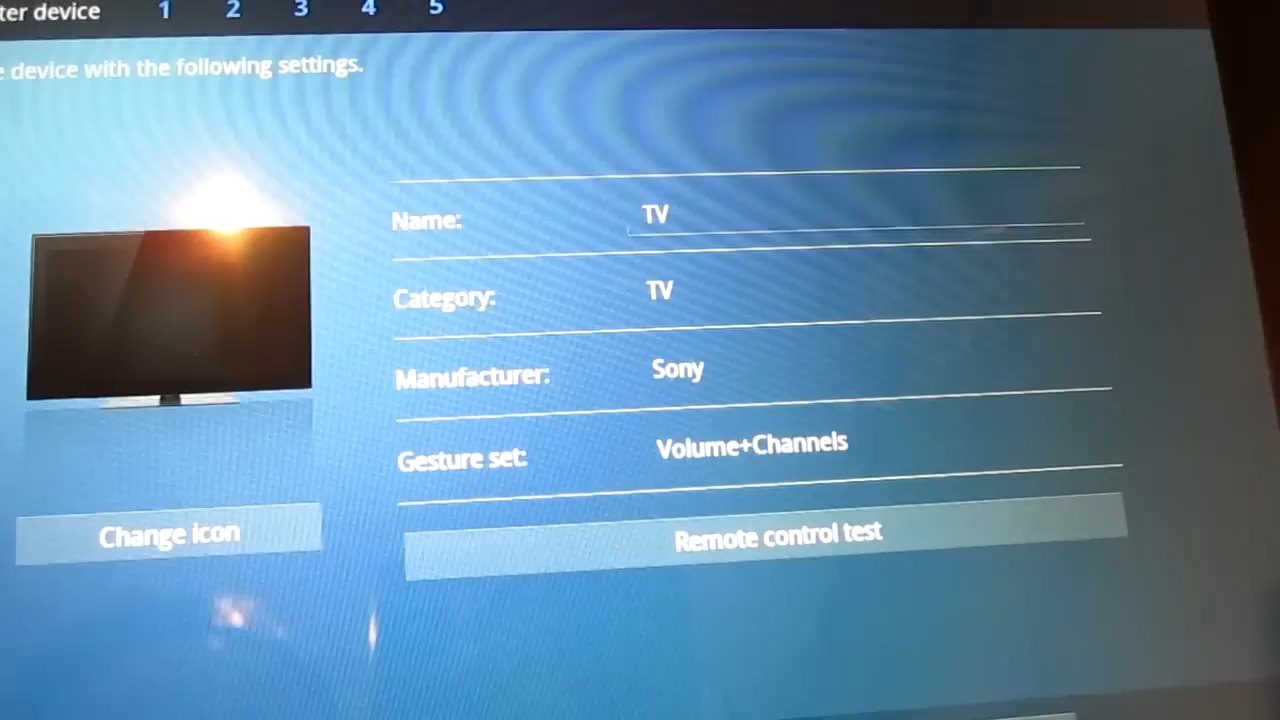 device 1 2 3 4 5
device with the following settings.
Name: TV
Category: TV
Manufacturer: Sony
Gesture set: Volume+Channels
Change icon
Remote control test